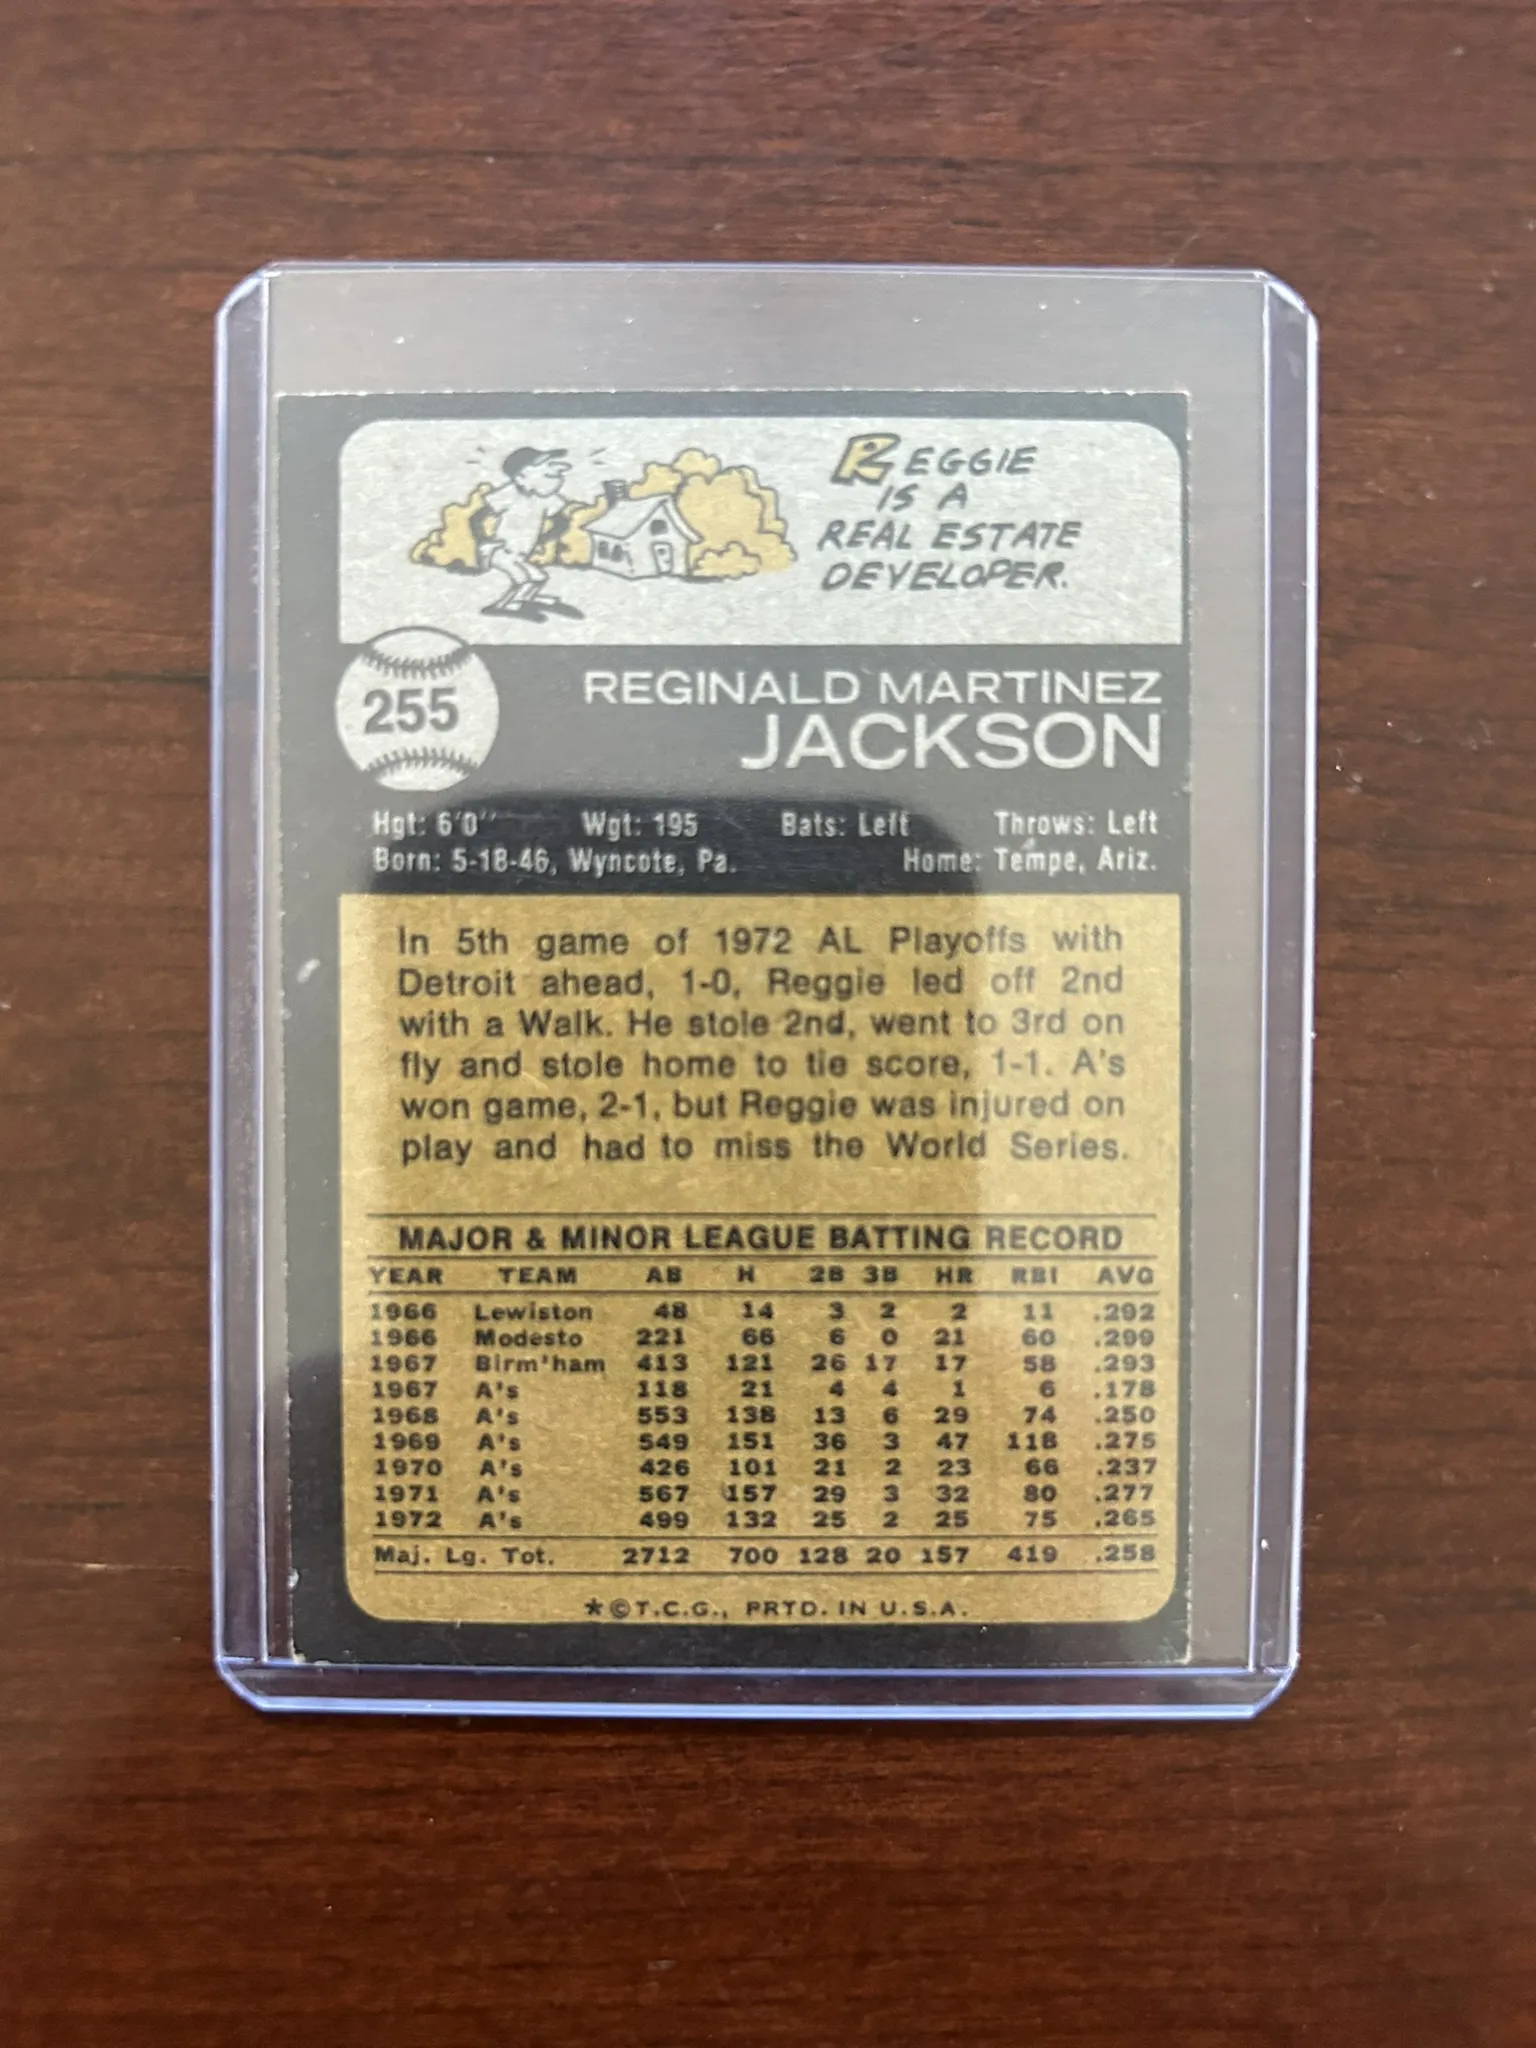 REGGIE
IS A
REAL ESTATE
DEVELOPER.
255
REGINALD MARTINEZ
JACKSON
Hgt: 6'0" Wgt: 195 Bats: Left Throws: Left
Born: 5-18-46, Wyncote, Pa. Home: Tempe, Ariz.
In 5th game of 1972 AL Playoffs with
Detroit ahead, 1-0, Reggie led off 2nd
with a Walk. He stole 2nd, went to 3rd on
fly and stole home to tie score, 1-1. A's
won game, 2-1, but Reggie was injured on
play and had to miss the World Series.
MAJOR & MINOR LEAGUE BATTING RECORD
YEAR TEAM AB H 2B 3B HR RBI AVG
1966 Lewiston 48 14 3 2 2 11 .292
1966 Modesto 221 66 6 0 21 60 .299
1967 Birm'ham 413 121 26 17 17 58 .293
1967 A's 118 21 4 4 1 6 .178
1968 A's 553 138 13 6 29 74 .250
1969 A's 549 151 36 3 47 118 .275
1970 A's 426 101 21 2 23 66 .237
1971 A's 567 157 29 3 32 80 .277
1972 A's 499 132 25 2 25 75 .265
Maj. Lg. Tot. 2712 700 128 20 157 419 .258
*©T.C.G., PRTD. IN U.S.A.